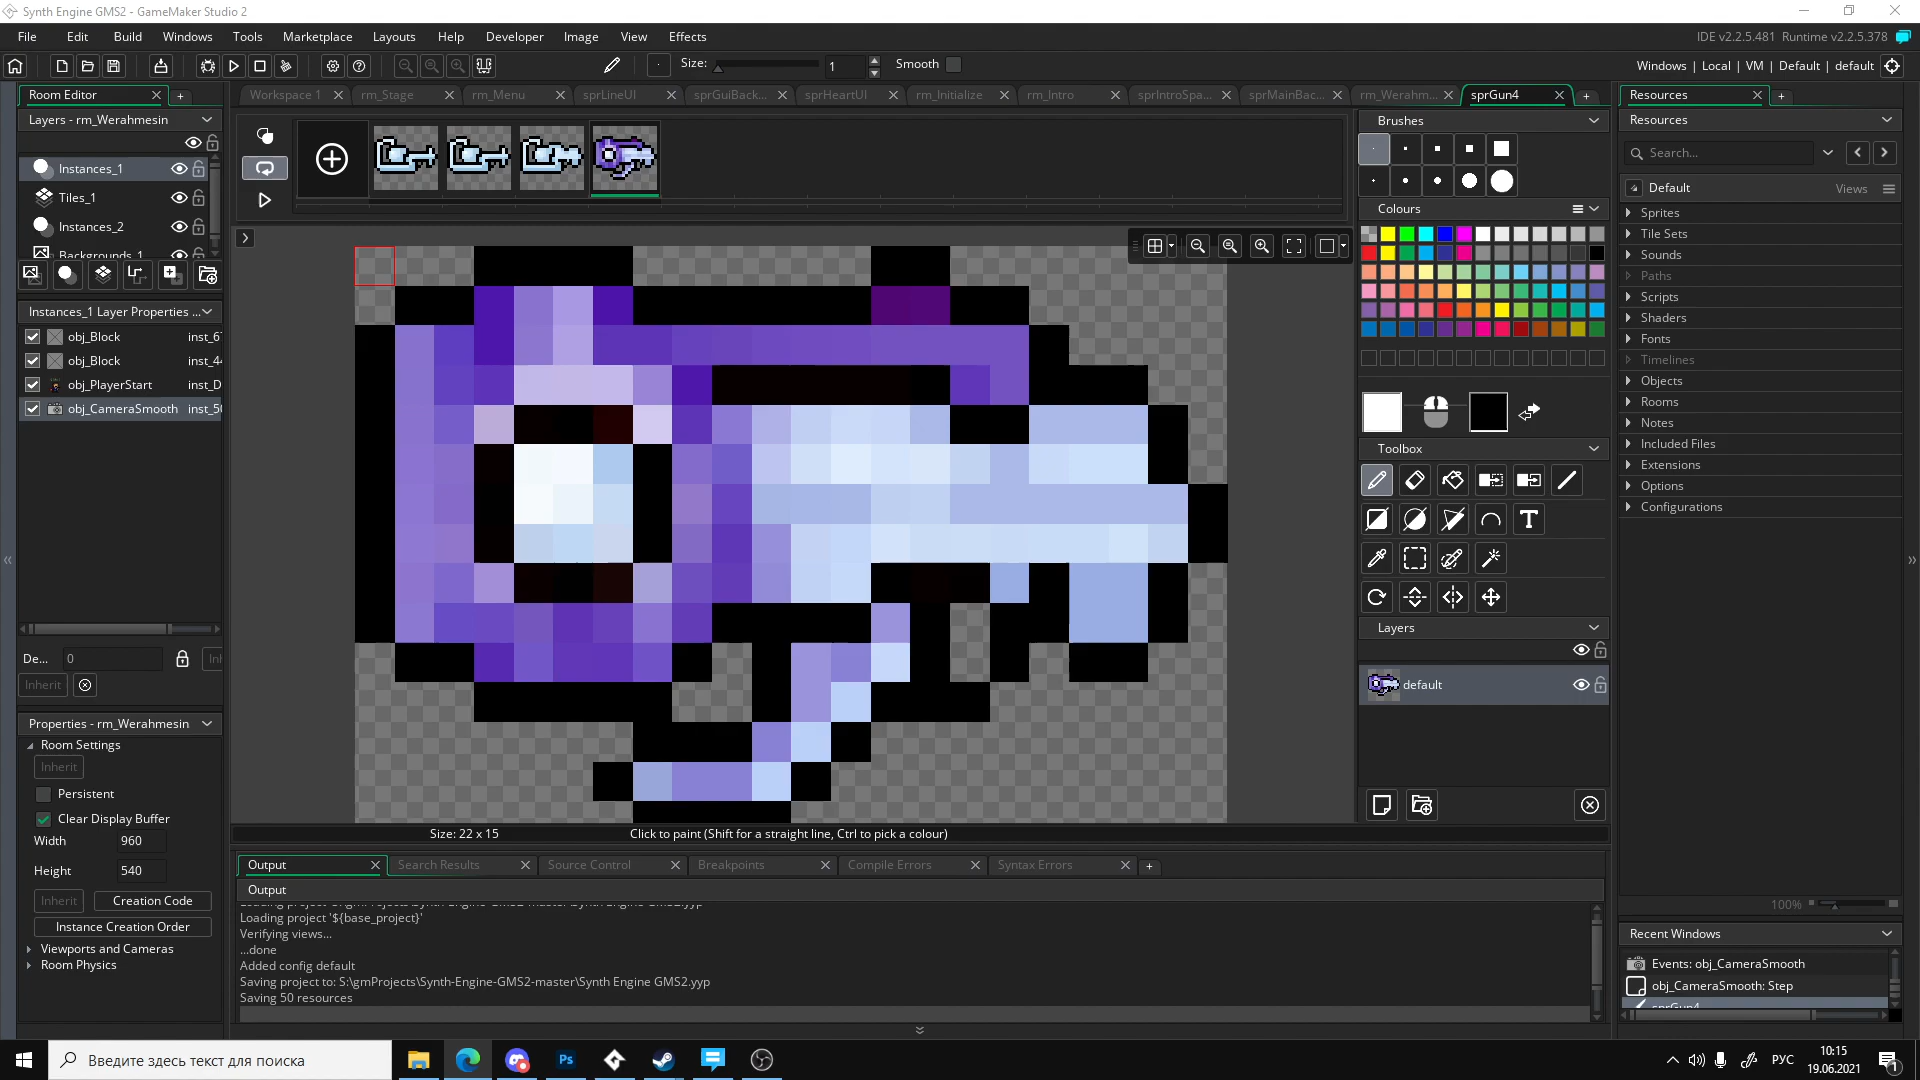 Synth Engine GMS2 - GameMaker Studio 2
File Edit Build Windows Tools Marketplace Layouts Help Developer Image View Effects
IDE v2.2.5.481 Runtime v2.2.5.378
Size: 1 Smooth
Windows | Local | VM | Default | default
Room Editor
Workspace 1 rm_Stage rm_Menu sprLineUI sprGuiBack... sprHeartUI rm_Initialize rm_Intro sprIntroSpa... sprMainBac... rm_Werahm... sprGun4
Resources
Layers - rm_Werahmesin
Instances_1
Tiles_1
Instances_2
Backgrounds_1
Instances_1 Layer Properties ...
obj_Block inst_6
obj_Block inst_4
obj_PlayerStart inst_D
obj_CameraSmooth inst_50
De... 0
Inherit
Properties - rm_Werahmesin
Room Settings
Inherit
Persistent
Clear Display Buffer
Width 960
Height 540
Inherit Creation Code
Instance Creation Order
Viewports and Cameras
Room Physics
Size: 22 x 15 Click to paint (Shift for a straight line, Ctrl to pick a colour)
Output Search Results Source Control Breakpoints Compile Errors Syntax Errors
Output
Loading project '${base_project}'
Verifying views...
...done
Added config default
Saving project to: S:\gmProjects\Synth-Engine-GMS2-master\Synth Engine GMS2.yyp
Saving 50 resources
Brushes
Colours
Toolbox
T
Layers
default
Resources
Search...
Default Views
Sprites
Tile Sets
Sounds
Paths
Scripts
Shaders
Fonts
Timelines
Objects
Rooms
Notes
Included Files
Extensions
Options
Configurations
100%
Recent Windows
Events: obj_CameraSmooth
obj_CameraSmooth: Step
sprGun4
Введите здесь текст для поиска
Ps
РУС
10:15
19.06.2021
1